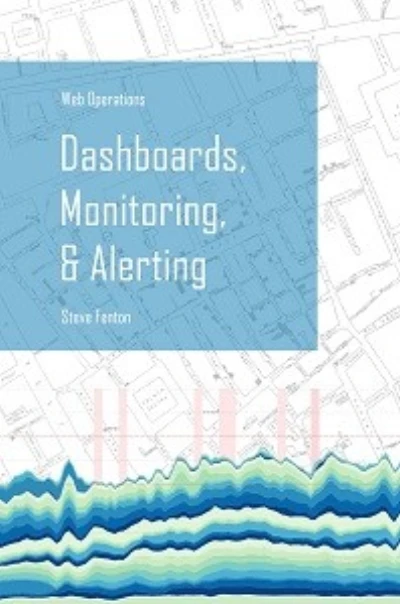 Web Operations
Dashboards,
Monitoring,
& Alerting
Steve Fenton